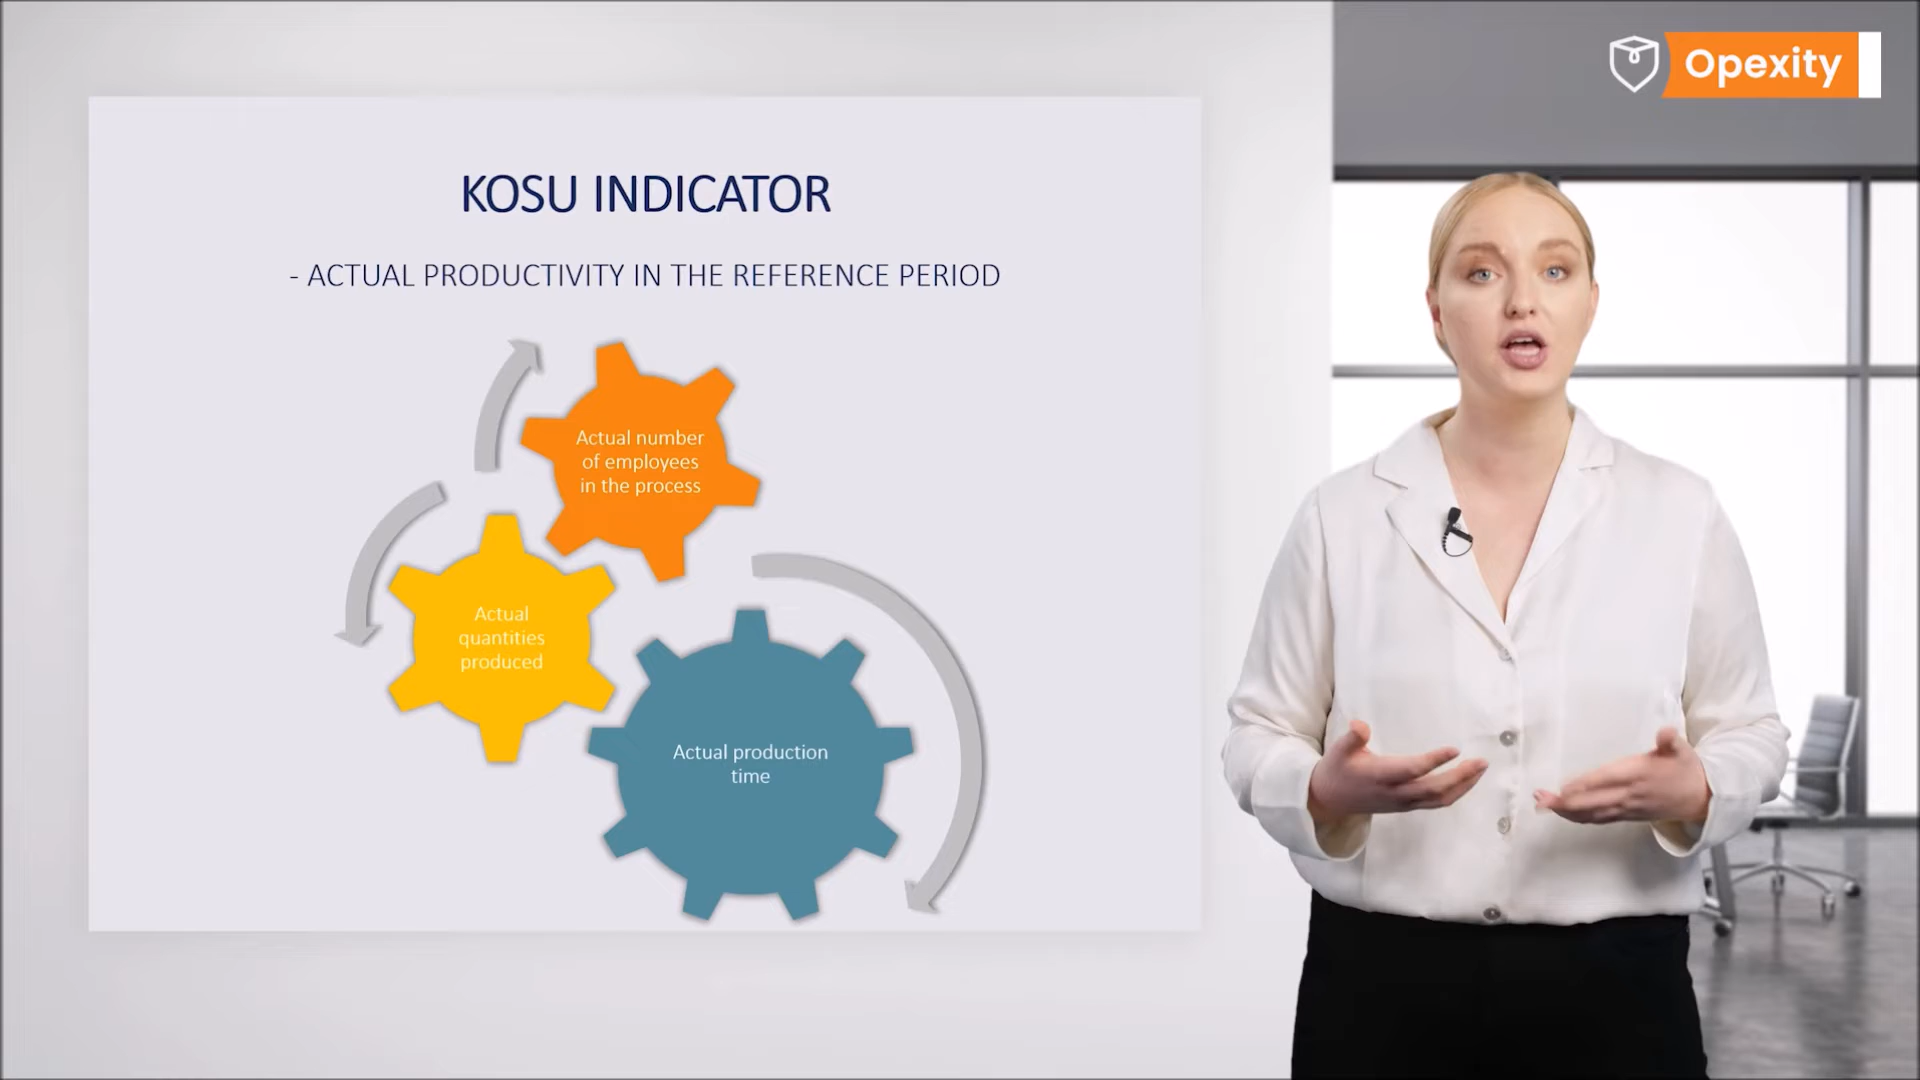 Opexity
KOSU INDICATOR
- ACTUAL PRODUCTIVITY IN THE REFERENCE PERIOD
Actual number
of employees
in the process
Actual
quantities
produced
Actual production
time